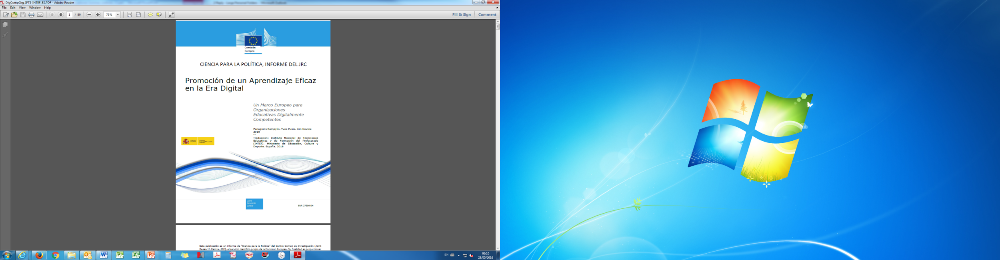 DigCompOrg_IPTS-INTEF_ES.PDF - Adobe Reader
File Edit View Window Help
1 / 80 75% Fill & Sign Comment
Comisión
Europea
CIENCIA PARA LA POLÍTICA, INFORME DEL JRC
Promoción de un Aprendizaje Eficaz
en la Era Digital
Un Marco Europeo para
Organizaciones
Educativas Digitalmente
Competentes
Panagiotis Kampylis, Yves Punie, Jim Devine
2015
--
Traducción: Instituto Nacional de Tecnologías
Educativas y de Formación del Profesorado
(INTEF). Ministerio de Educación, Cultura y
Deporte. España. 2016
Joint
Research
Centre
EUR 27599 EN
Esta publicación es un informe de "Ciencia para la Política" del Centro Común de Investigación (Joint
Research Centre, JRC), el servicio científico propio de la Comisión Europea. Su finalidad es proporcionar
EN
09:10
23/05/2016